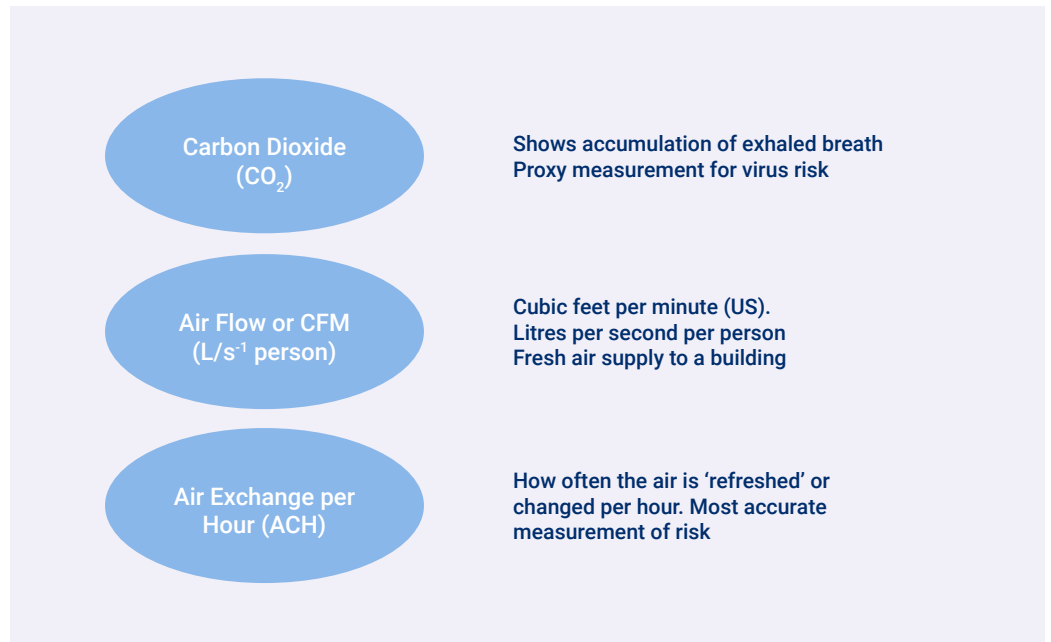 Carbon Dioxide
(CO₂)
Shows accumulation of exhaled breath
Proxy measurement for virus risk
Air Flow or CFM
(L/s⁻¹ person)
Cubic feet per minute (US).
Litres per second per person
Fresh air supply to a building
Air Exchange per
Hour (ACH)
How often the air is ‘refreshed’ or
changed per hour. Most accurate
measurement of risk